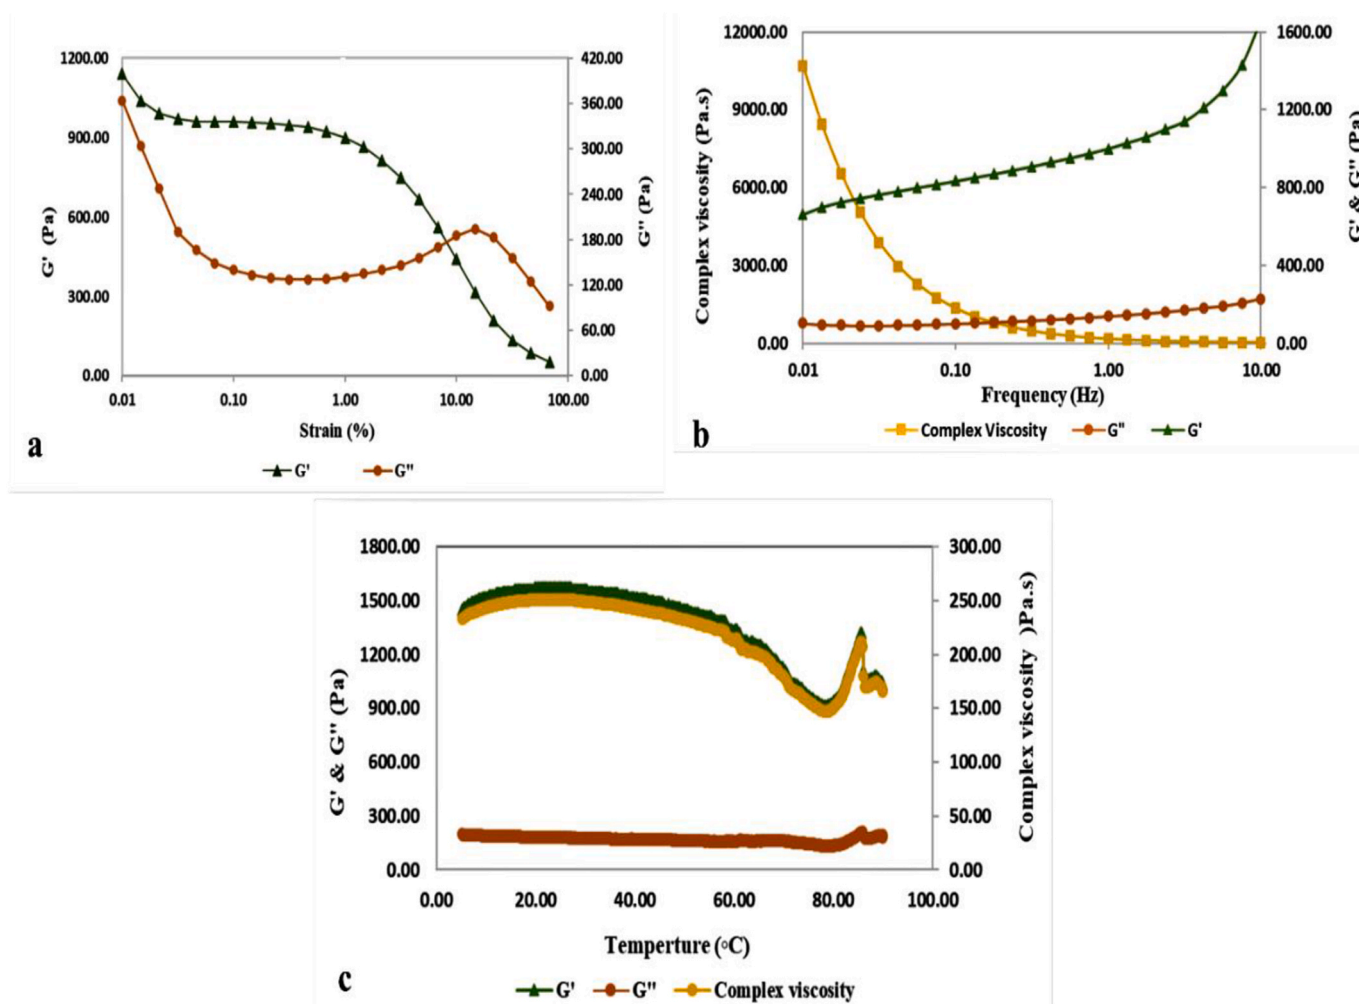 1200.00
900.00
600.00
300.00
0.00
G' (Pa)
420.00
360.00
300.00
240.00
180.00
120.00
60.00
0.00
G" (Pa)
0.01 0.10 1.00 10.00 100.00
Strain (%)
a
G' G"
12000.00
9000.00
6000.00
3000.00
0.00
Complex viscosity (Pa.s)
1600.00
1200.00
800.00
400.00
0.00
G' & G" (Pa)
0.01 0.10 1.00 10.00
Frequency (Hz)
b
Complex Viscosity G" G'
1800.00
1500.00
1200.00
900.00
600.00
300.00
0.00
G' & G" (Pa)
300.00
250.00
200.00
150.00
100.00
50.00
0.00
Complex viscosity )Pa.s)
0.00 20.00 40.00 60.00 80.00 100.00
Temperture (◦C)
c
G' G" Complex viscosity